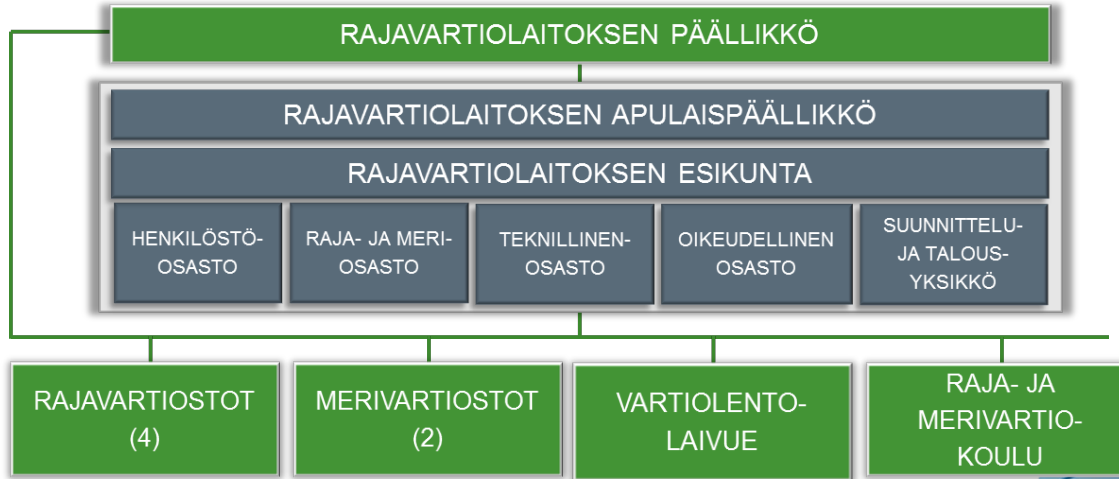 RAJAVARTIOLAITOKSEN PÄÄLLIKKÖ
RAJAVARTIOLAITOKSEN APULAISPÄÄLLIKKÖ
RAJAVARTIOLAITOKSEN ESIKUNTA
HENKILÖSTÖ-
OSASTO
RAJA- JA MERI-
OSASTO
TEKNILLINEN-
OSASTO
OIKEUDELLINEN
OSASTO
SUUNNITTELU-
JA TALOUS-
YKSIKKÖ
RAJAVARTIOSTOT
(4)
MERIVARTIOSTOT
(2)
VARTIOLENTO-
LAIVUE
RAJA- JA
MERIVARTIO-
KOULU